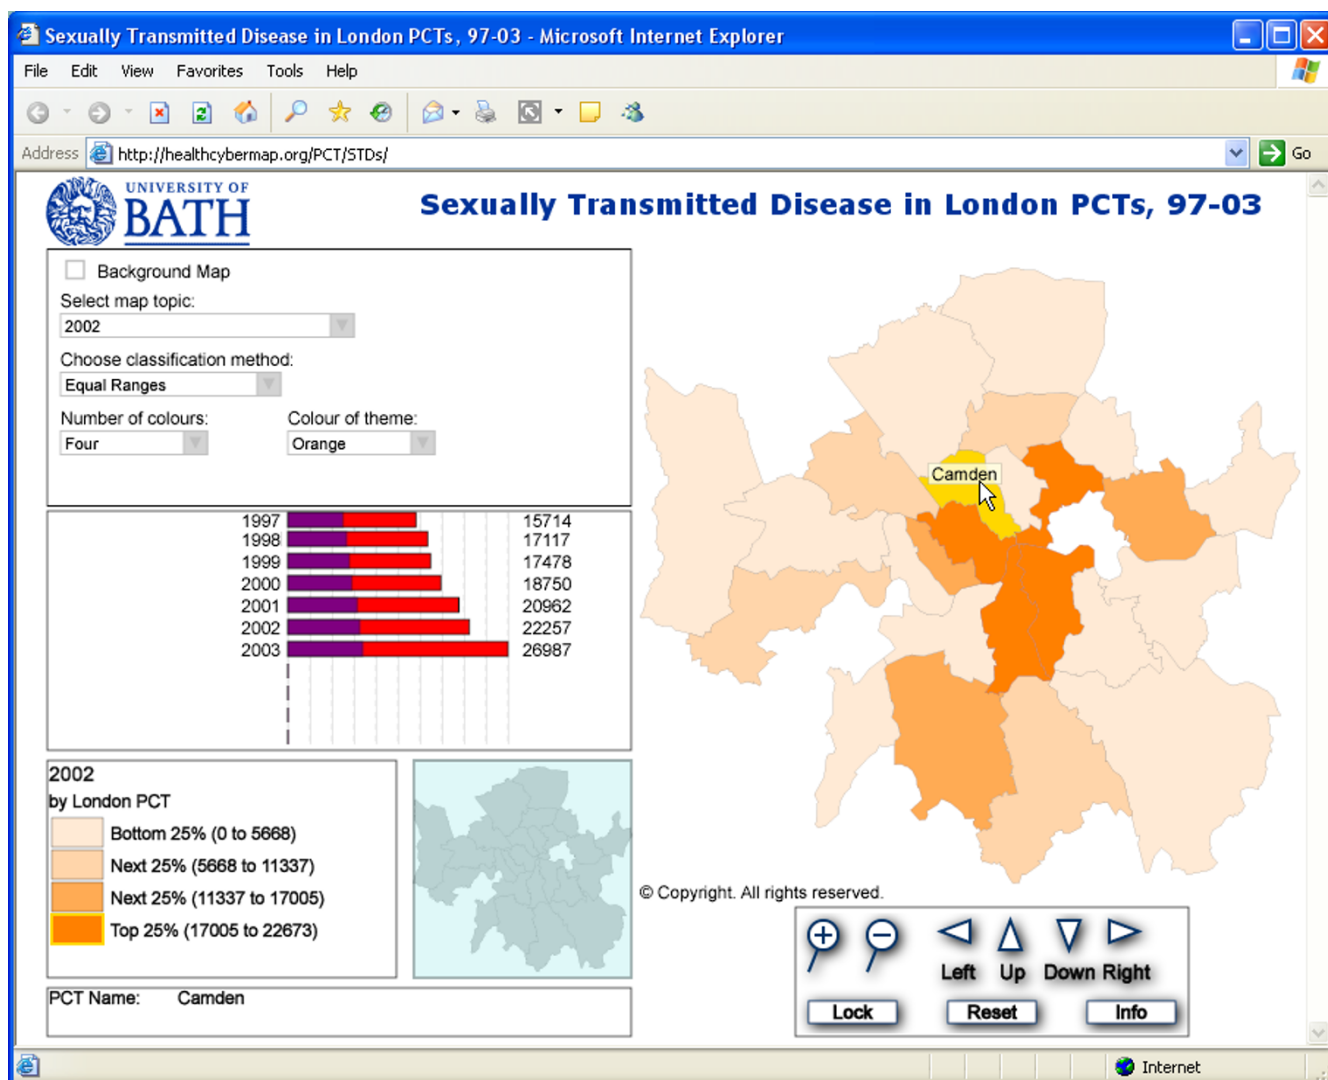 Sexually Transmitted Disease in London PCTs, 97-03 - Microsoft Internet Explorer
File Edit View Favorites Tools Help
Address http://healthcybermap.org/PCT/STDs/ Go
UNIVERSITY OF
BATH
Sexually Transmitted Disease in London PCTs, 97-03
Background Map
Select map topic:
2002
Choose classification method:
Equal Ranges
Number of colours: Colour of theme:
Four Orange
1997 15714
1998 17117
1999 17478
2000 18750
2001 20962
2002 22257
2003 26987
Camden
2002
by London PCT
Bottom 25% (0 to 5668)
Next 25% (5668 to 11337)
Next 25% (11337 to 17005)
Top 25% (17005 to 22673)
PCT Name: Camden
© Copyright. All rights reserved.
Left Up Down Right
Lock Reset Info
Internet